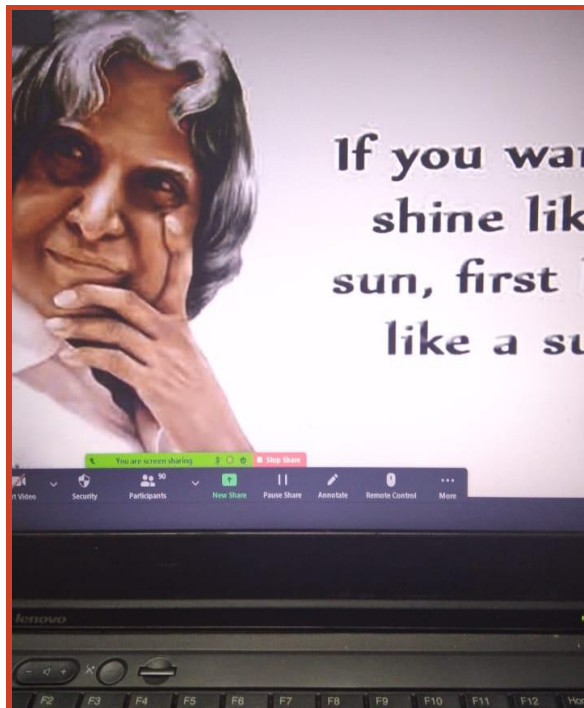 If you wa
shine lik
sun, first
like a su
You are screen sharing
Stop Share
90
t Video
Security
Participants
New Share
Pause Share
Annotate
Remote Control
More
lenovo
F2 F3 F4 F5 F6 F7 F8 F9 F10 F11 F12 Ho